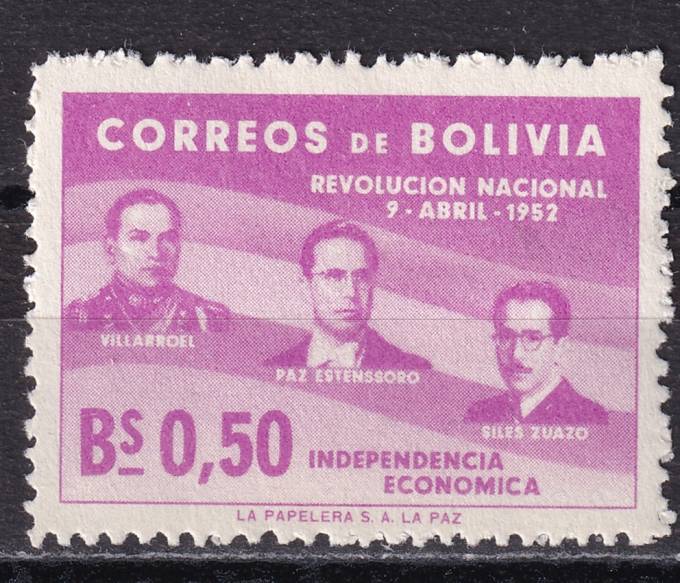 CORREOS DE BOLIVIA
REVOLUCION NACIONAL
9 - ABRIL - 1952
VILLARROEL
PAZ ESTENSSORO
SILES ZUAZO
Bs 0,50
INDEPENDENCIA
ECONOMICA
LA PAPELERA S. A. LA PAZ